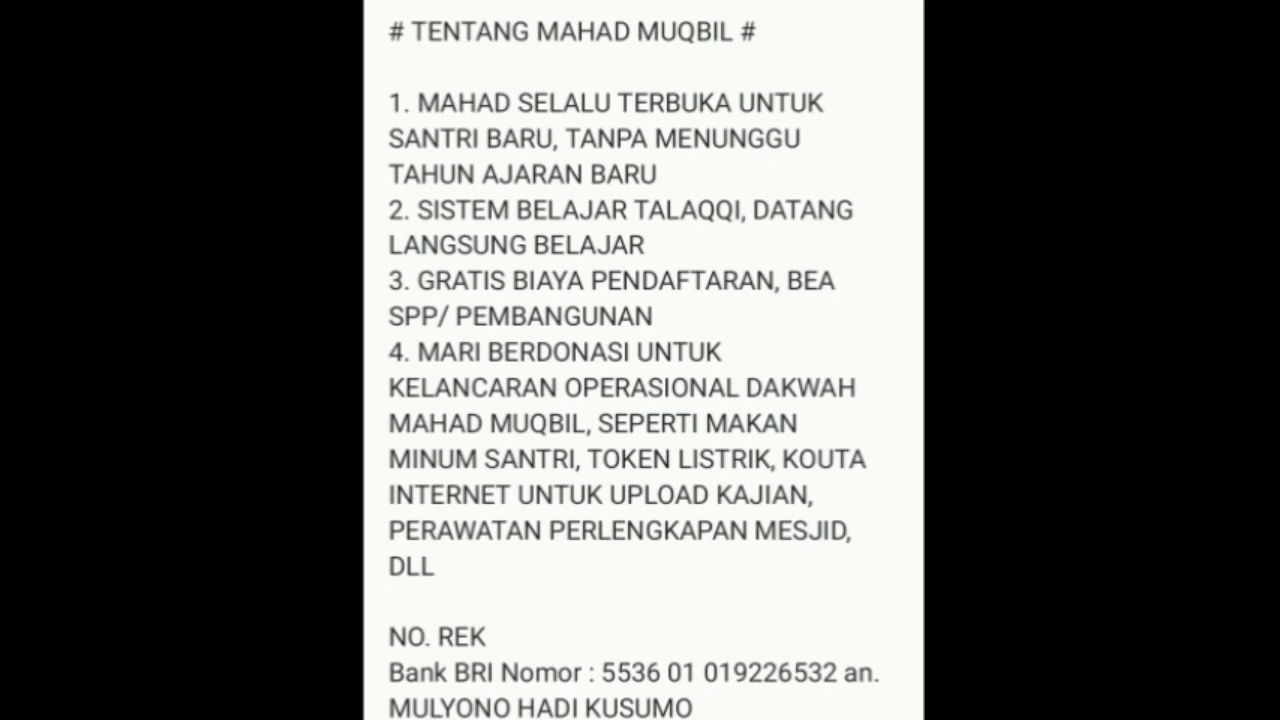 # TENTANG MAHAD MUQBIL #
1. MAHAD SELALU TERBUKA UNTUK
SANTRI BARU, TANPA MENUNGGU
TAHUN AJARAN BARU
2. SISTEM BELAJAR TALAQQI, DATANG
LANGSUNG BELAJAR
3. GRATIS BIAYA PENDAFTARAN, BEA
SPP/ PEMBANGUNAN
4. MARI BERDONASI UNTUK
KELANCARAN OPERASIONAL DAKWAH
MAHAD MUQBIL, SEPERTI MAKAN
MINUM SANTRI, TOKEN LISTRIK, KOUTA
INTERNET UNTUK UPLOAD KAJIAN,
PERAWATAN PERLENGKAPAN MESJID,
DLL
NO. REK
Bank BRI Nomor : 5536 01 019226532 an.
MULYONO HADI KUSUMO